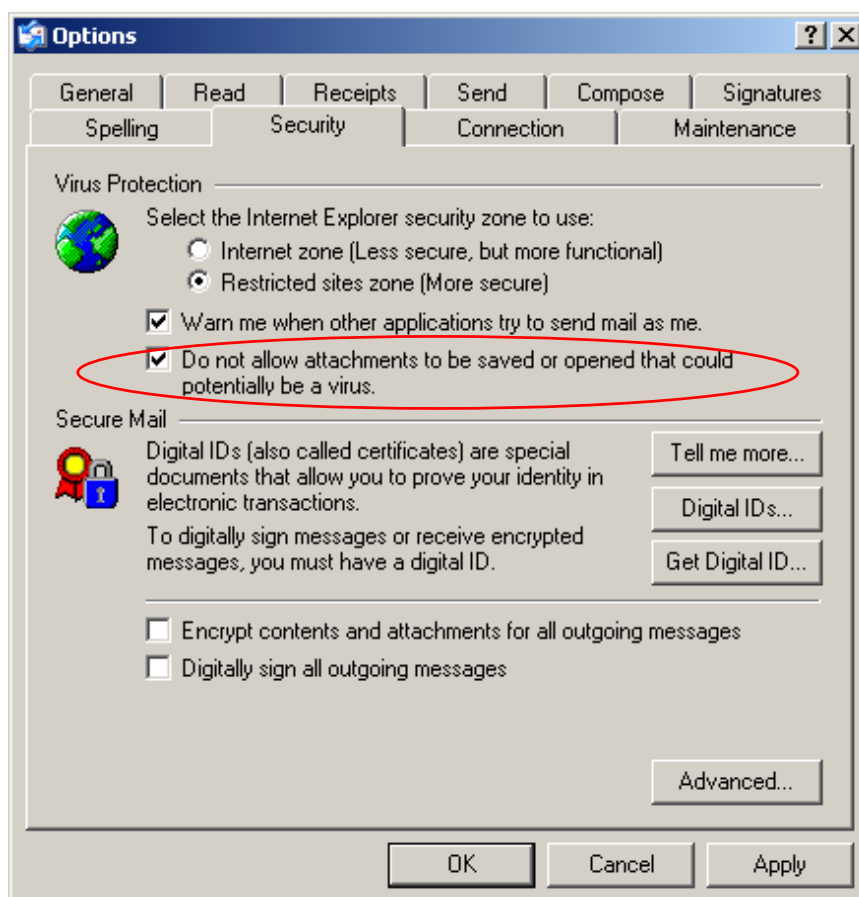 Options
General Read Receipts Send Compose Signatures
Spelling Security Connection Maintenance
Virus Protection
Select the Internet Explorer security zone to use:
Internet zone (Less secure, but more functional)
Restricted sites zone (More secure)
Warn me when other applications try to send mail as me.
Do not allow attachments to be saved or opened that could
potentially be a virus.
Secure Mail
Digital IDs (also called certificates) are special
documents that allow you to prove your identity in
electronic transactions.
Tell me more...
Digital IDs...
To digitally sign messages or receive encrypted
messages, you must have a digital ID.
Get Digital ID...
Encrypt contents and attachments for all outgoing messages
Digitally sign all outgoing messages
Advanced...
OK Cancel Apply